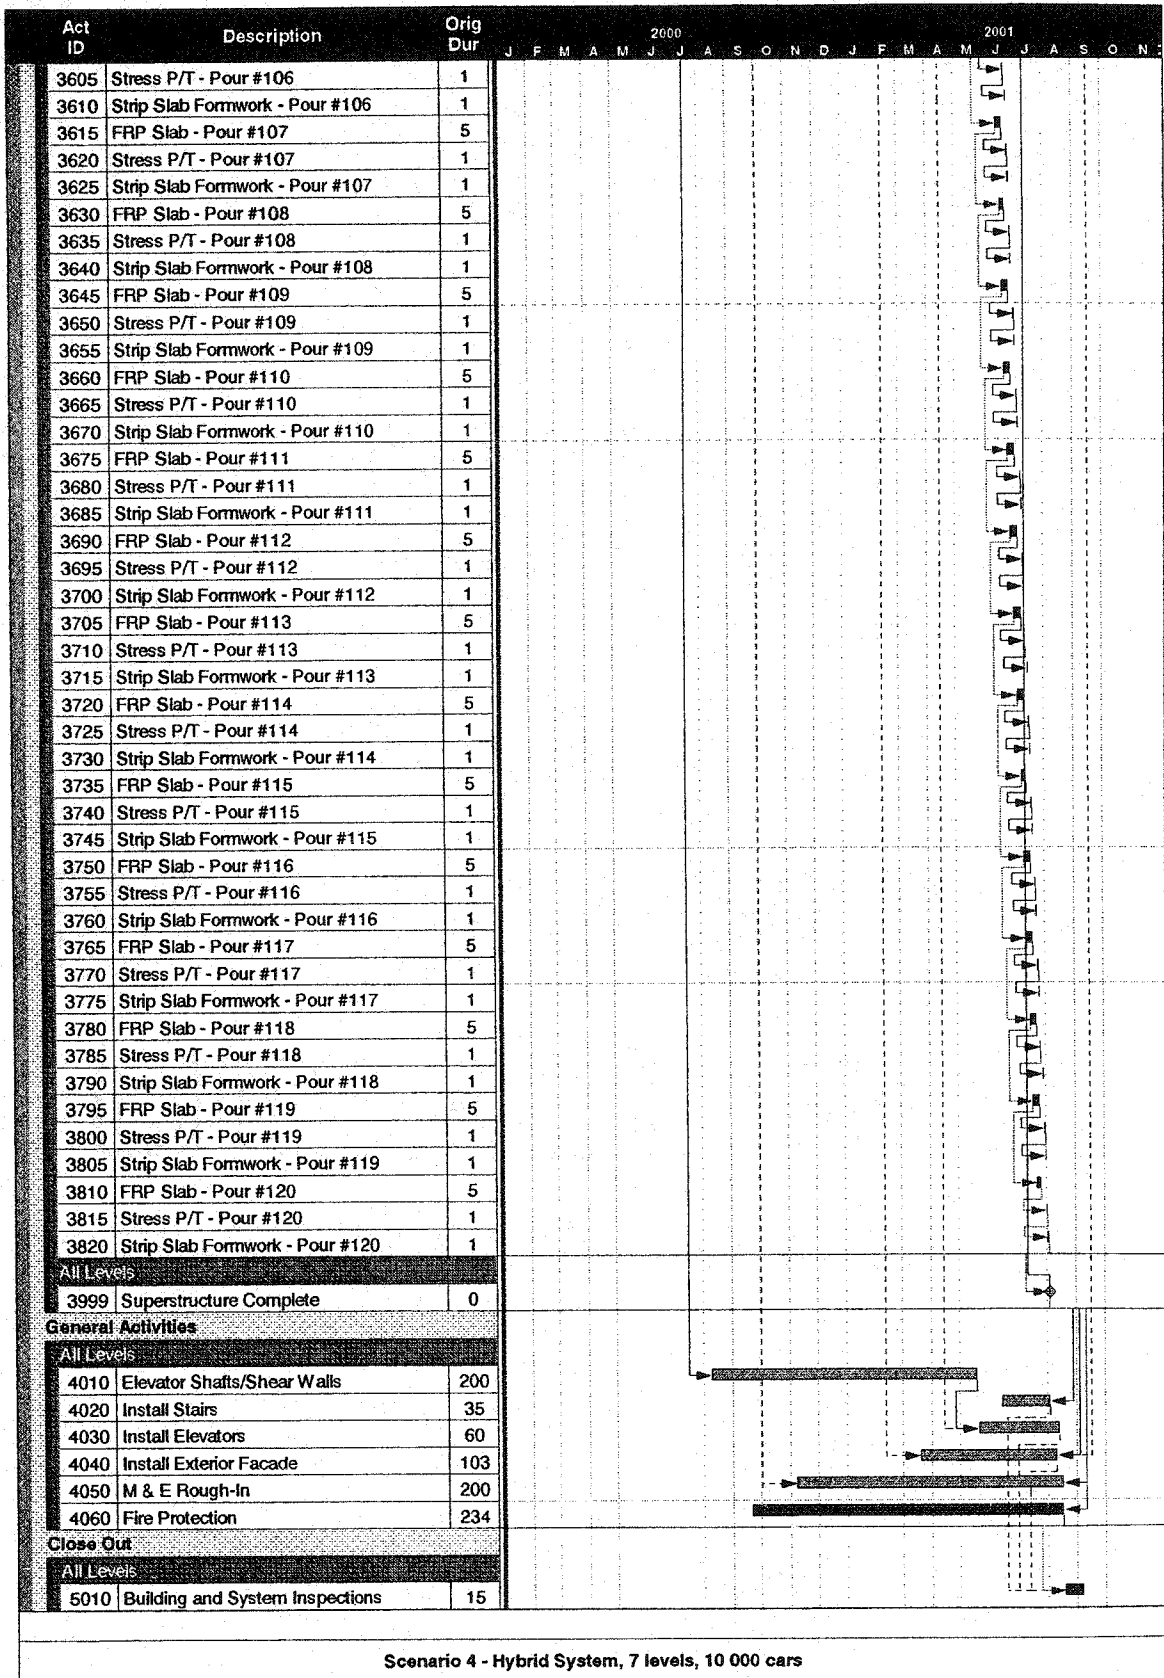 Act ID Description Orig Dur 2000 2001
J F M A M J J A S O N D J F M A M J J A S O N
3605 Stress P/T - Pour #106 1
3610 Strip Slab Formwork - Pour #106 1
3615 FRP Slab - Pour #107 5
3620 Stress P/T - Pour #107 1
3625 Strip Slab Formwork - Pour #107 1
3630 FRP Slab - Pour #108 5
3635 Stress P/T - Pour #108 1
3640 Strip Slab Formwork - Pour #108 1
3645 FRP Slab - Pour #109 5
3650 Stress P/T - Pour #109 1
3655 Strip Slab Formwork - Pour #109 1
3660 FRP Slab - Pour #110 5
3665 Stress P/T - Pour #110 1
3670 Strip Slab Formwork - Pour #110 1
3675 FRP Slab - Pour #111 5
3680 Stress P/T - Pour #111 1
3685 Strip Slab Formwork - Pour #111 1
3690 FRP Slab - Pour #112 5
3695 Stress P/T - Pour #112 1
3700 Strip Slab Formwork - Pour #112 1
3705 FRP Slab - Pour #113 5
3710 Stress P/T - Pour #113 1
3715 Strip Slab Formwork - Pour #113 1
3720 FRP Slab - Pour #114 5
3725 Stress P/T - Pour #114 1
3730 Strip Slab Formwork - Pour #114 1
3735 FRP Slab - Pour #115 5
3740 Stress P/T - Pour #115 1
3745 Strip Slab Formwork - Pour #115 1
3750 FRP Slab - Pour #116 5
3755 Stress P/T - Pour #116 1
3760 Strip Slab Formwork - Pour #116 1
3765 FRP Slab - Pour #117 5
3770 Stress P/T - Pour #117 1
3775 Strip Slab Formwork - Pour #117 1
3780 FRP Slab - Pour #118 5
3785 Stress P/T - Pour #118 1
3790 Strip Slab Formwork - Pour #118 1
3795 FRP Slab - Pour #119 5
3800 Stress P/T - Pour #119 1
3805 Strip Slab Formwork - Pour #119 1
3810 FRP Slab - Pour #120 5
3815 Stress P/T - Pour #120 1
3820 Strip Slab Formwork - Pour #120 1
All Levels
3999 Superstructure Complete 0
General Activities
All Levels
4010 Elevator Shafts/Shear Walls 200
4020 Install Stairs 35
4030 Install Elevators 60
4040 Install Exterior Facade 103
4050 M & E Rough-In 200
4060 Fire Protection 234
Close Out
All Levels
5010 Building and System Inspections 15
Scenario 4 - Hybrid System, 7 levels, 10 000 cars